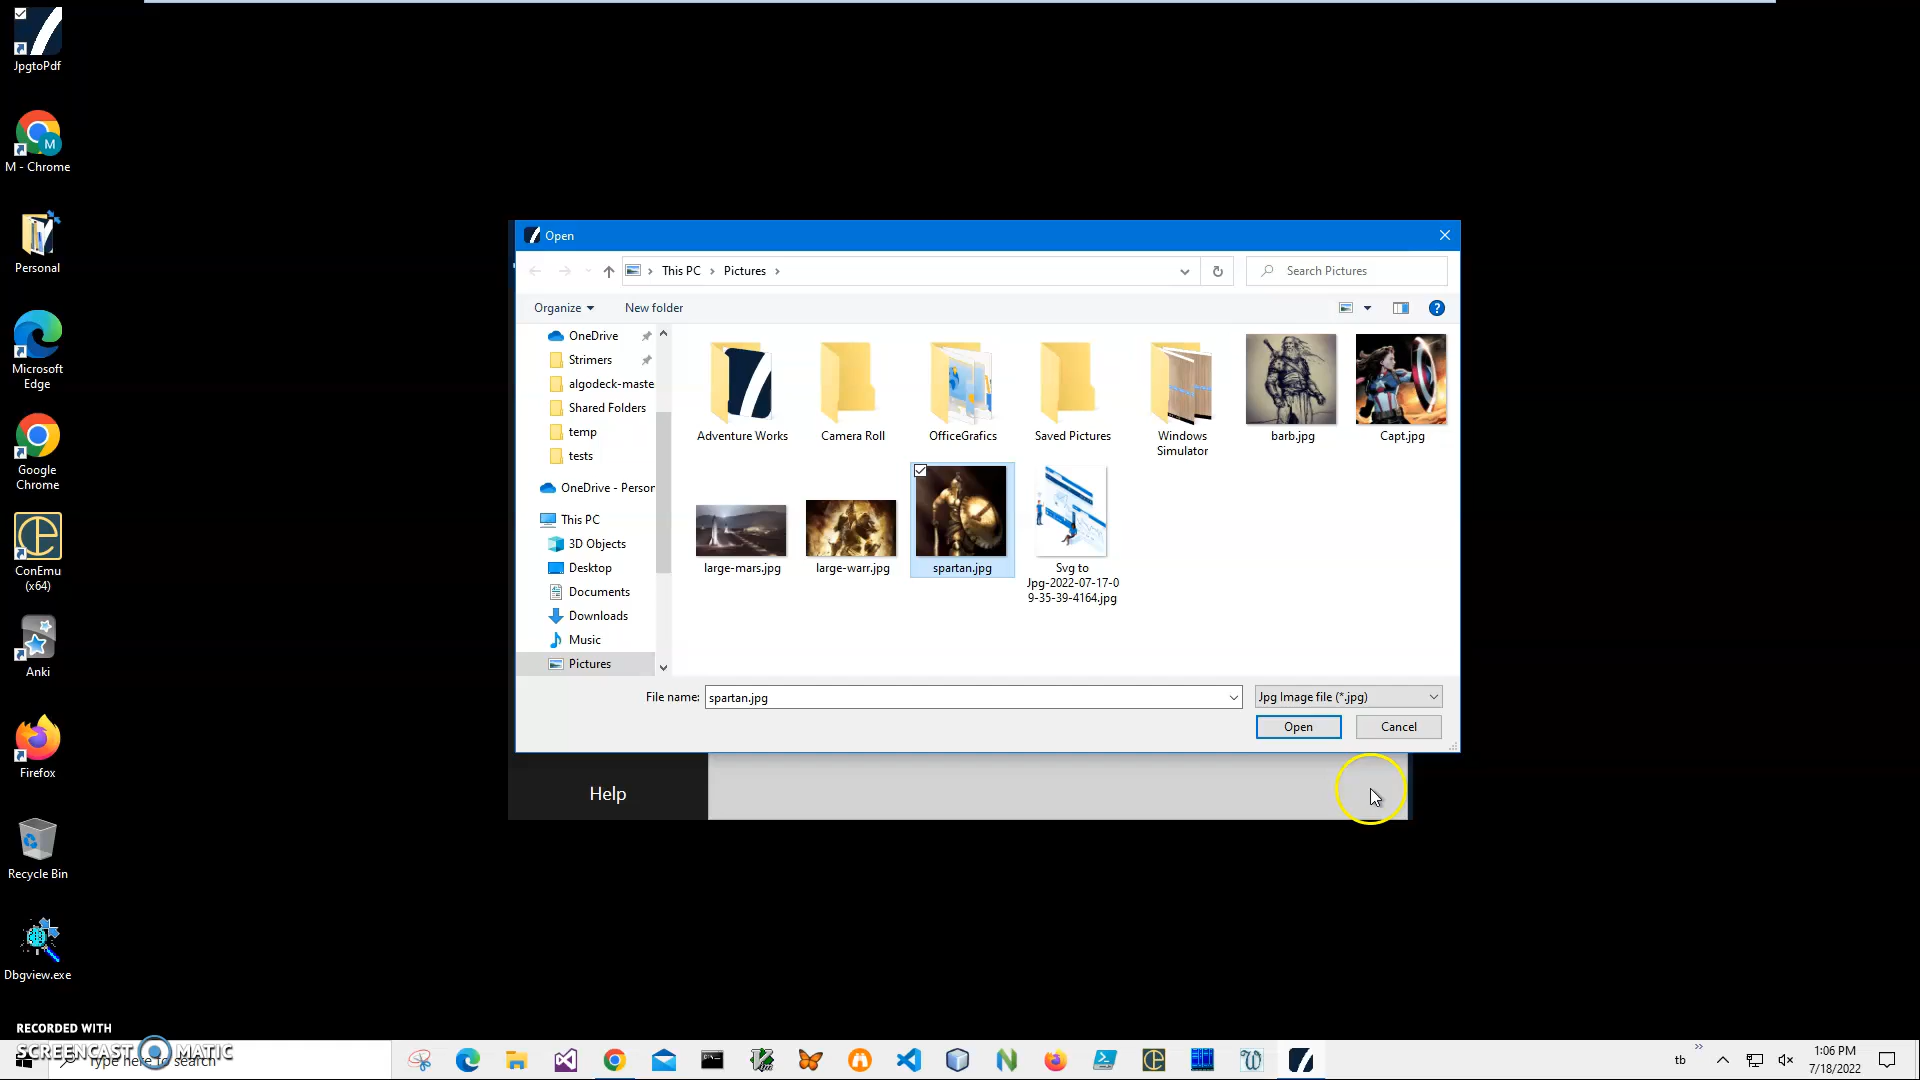 JpgtoPdf
M
M - Chrome
Personal
Microsoft
Edge
Google
Chrome
ConEmu
(x64)
Anki
Firefox
Recycle Bin
Dbgview.exe
Open
This PC
Pictures
Search Pictures
Organize
New folder
?
OneDrive
Strimers
algodeck-maste
Shared Folders
temp
tests
OneDrive - Person
This PC
3D Objects
Desktop
Documents
Downloads
Music
Pictures
Adventure Works
Camera Roll
OfficeGrafics
Saved Pictures
Windows
Simulator
barb.jpg
Capt.jpg
large-mars.jpg
large-warr.jpg
spartan.jpg
Svg to
Jpg-2022-07-17-0
9-35-39-4164.jpg
File name:
spartan.jpg
Jpg Image file (*.jpg)
Open
Cancel
Help
RECORDED WITH
SCREENCAST MATIC
Type here to search
tb
1:06 PM
7/18/2022